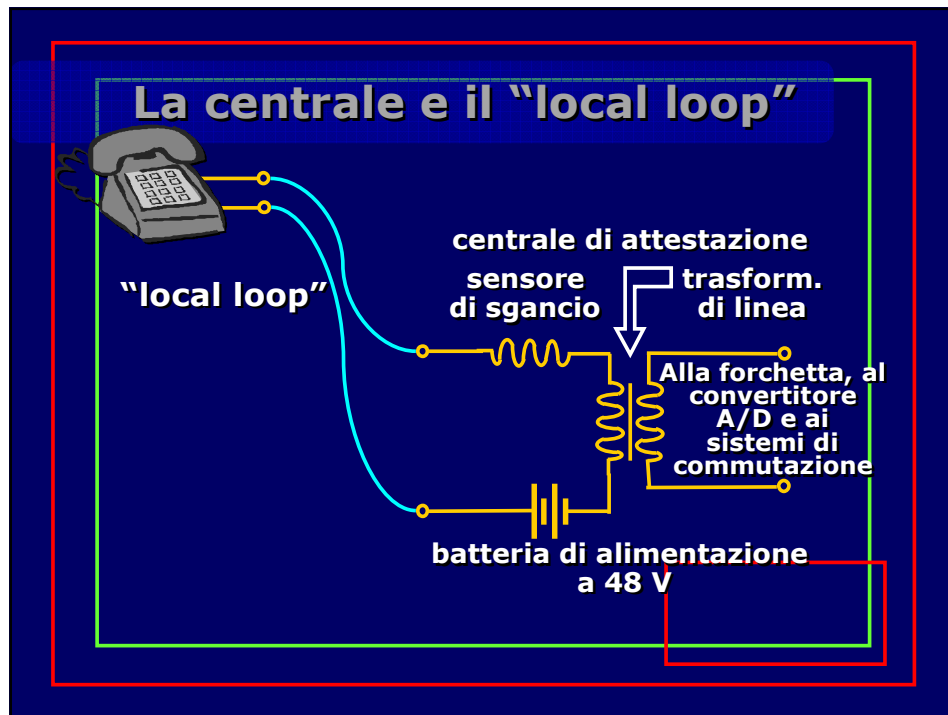 La centrale e il “local loop”
centrale di attestazione
“local loop”
sensore
di sgancio
trasform.
di linea
Alla forchetta, al
convertitore
A/D e ai
sistemi di
commutazione
batteria di alimentazione
a 48 V